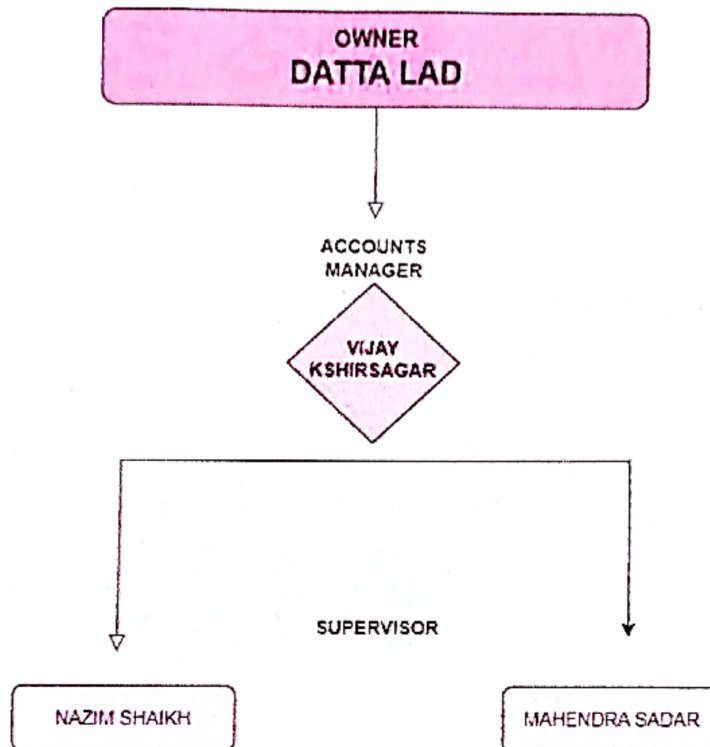 OWNER
DATTA LAD
ACCOUNTS
MANAGER
VIJAY
KSHIRSAGAR
SUPERVISOR
NAZIM SHAIKH
MAHENDRA SADAR